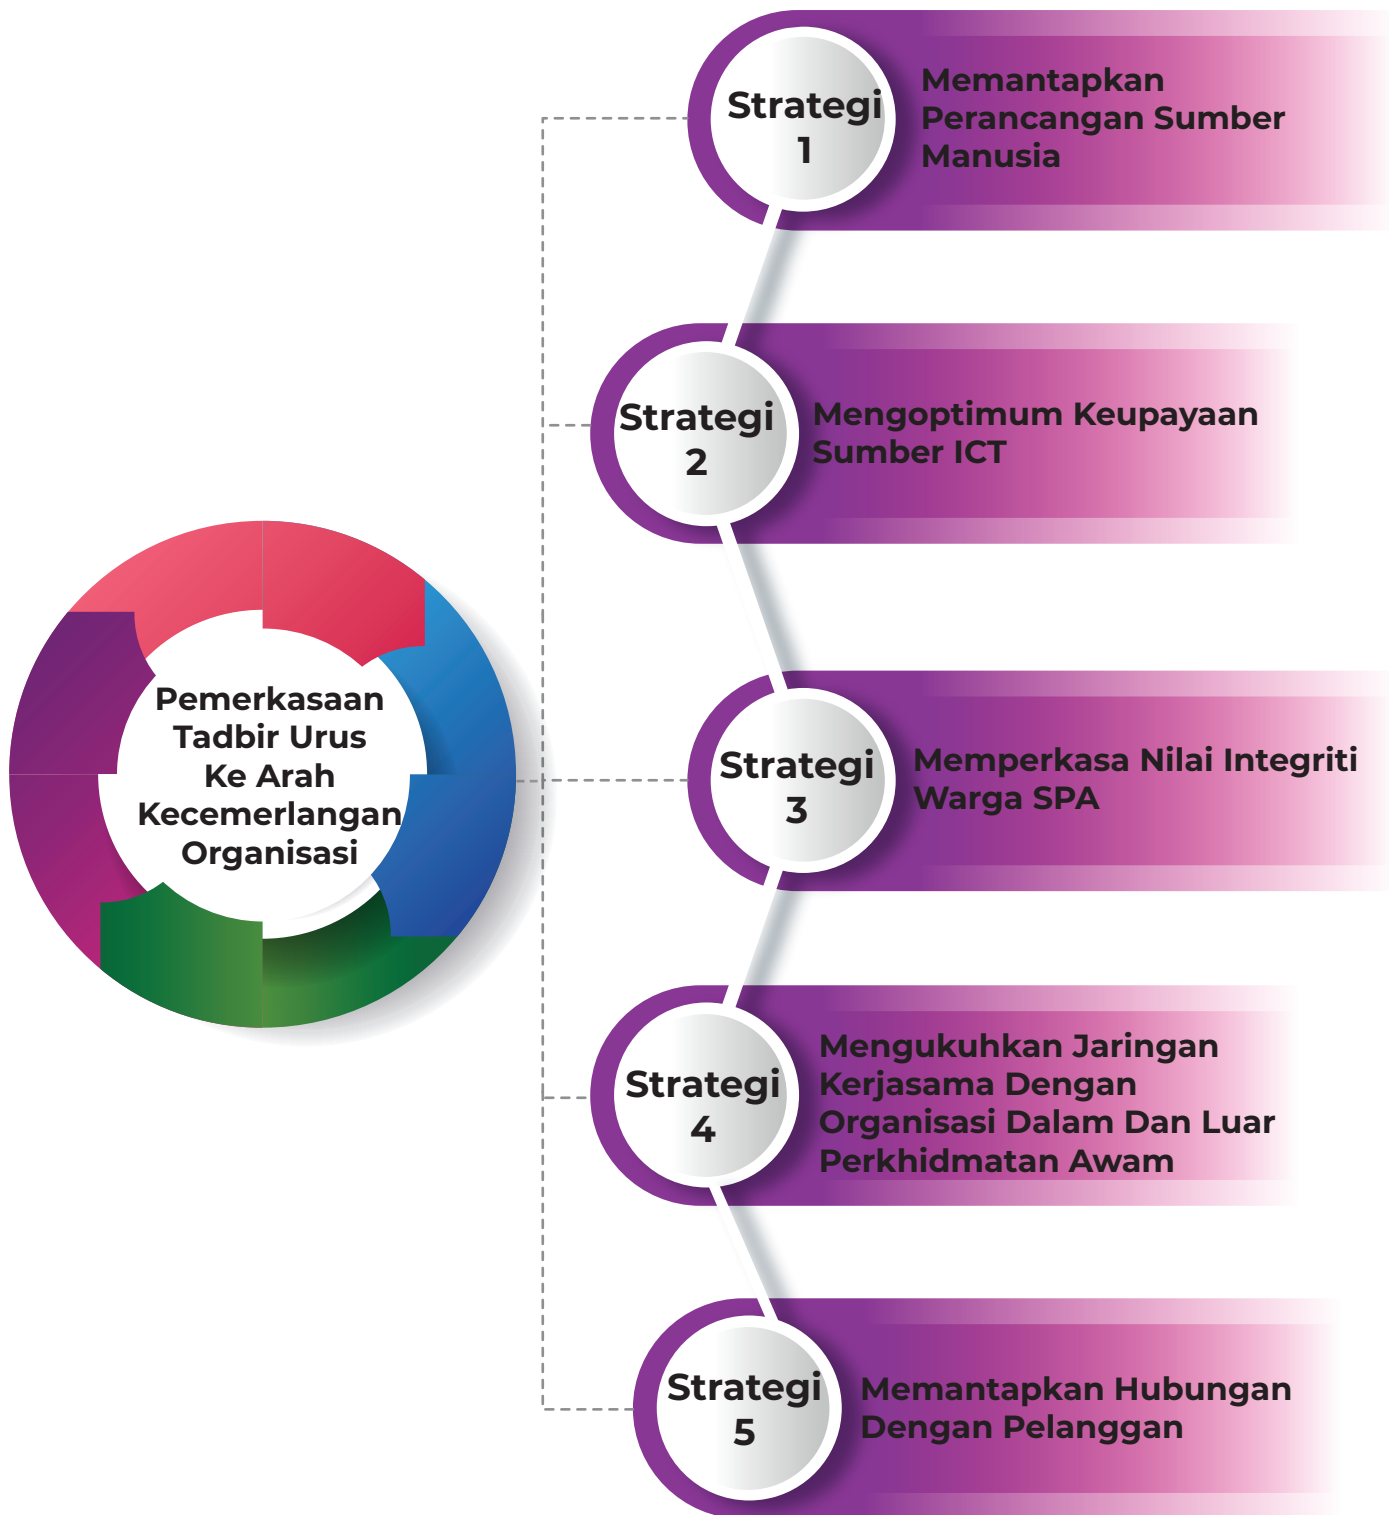 Strategi
1
Memantapkan
Perancangan Sumber
Manusia
Strategi
2
Mengoptimum Keupayaan
Sumber ICT
Pemerkasaan
Tadbir Urus
Ke Arah
Kecemerlangan
Organisasi
Strategi
3
Memperkasa Nilai Integriti
Warga SPA
Strategi
4
Mengukuhkan Jaringan
Kerjasama Dengan
Organisasi Dalam Dan Luar
Perkhidmatan Awam
Strategi
5
Memantapkan Hubungan
Dengan Pelanggan